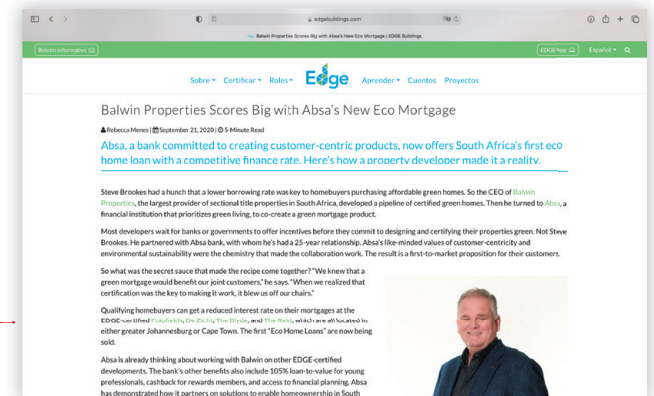 edgebuildings.com
Balwin Properties Scores Big with Absa's New Eco Mortgage | EDGE Buildings
Boletín Informativo
EDGE App
Español
Sobre Certificar Roles Edge Aprender Cuentos Proyectos
Balwin Properties Scores Big with Absa's New Eco Mortgage
Rebecca Menes | September 21, 2020 | 5-Minute Read
Absa, a bank committed to creating customer-centric products, now offers South Africa's first eco
home loan with a competitive finance rate. Here's how a property developer made it a reality.
Steve Brookes had a hunch that a lower borrowing rate was key to homebuyers purchasing affordable green homes. So the CEO of Balwin
Properties, the largest provider of sectional title properties in South Africa, developed a pipeline of certified green homes. Then he turned to Absa, a
financial institution that prioritizes green living, to co-create a green mortgage product.
Most developers wait for banks or governments to offer incentives before they commit to designing and certifying their properties green. Not Steve
Brookes. He partnered with Absa bank, with whom he's had a 25-year relationship. Absa's like-minded values of customer-centricity and
environmental sustainability were the chemistry that made the collaboration work. The result is a first-to-market proposition for their customers.
So what was the secret sauce that made the recipe come together? "We knew that a
green mortgage would benefit our joint customers," he says. "When we realized that
certification was the key to making it work, it blew us off our chairs."
Qualifying homebuyers can get a reduced interest rate on their mortgages at the
EDGE-certified The Blyde, and The Reid, which are all located in
either greater Johannesburg or Cape Town. The first "Eco Home Loans" are now being
sold.
Absa is already thinking about working with Balwin on other EDGE-certified
developments. The bank's other benefits also include 105% loan-to-value for young
professionals, cashback for rewards members, and access to financial planning. Absa
has demonstrated how it partners on solutions to enable homeownership in South